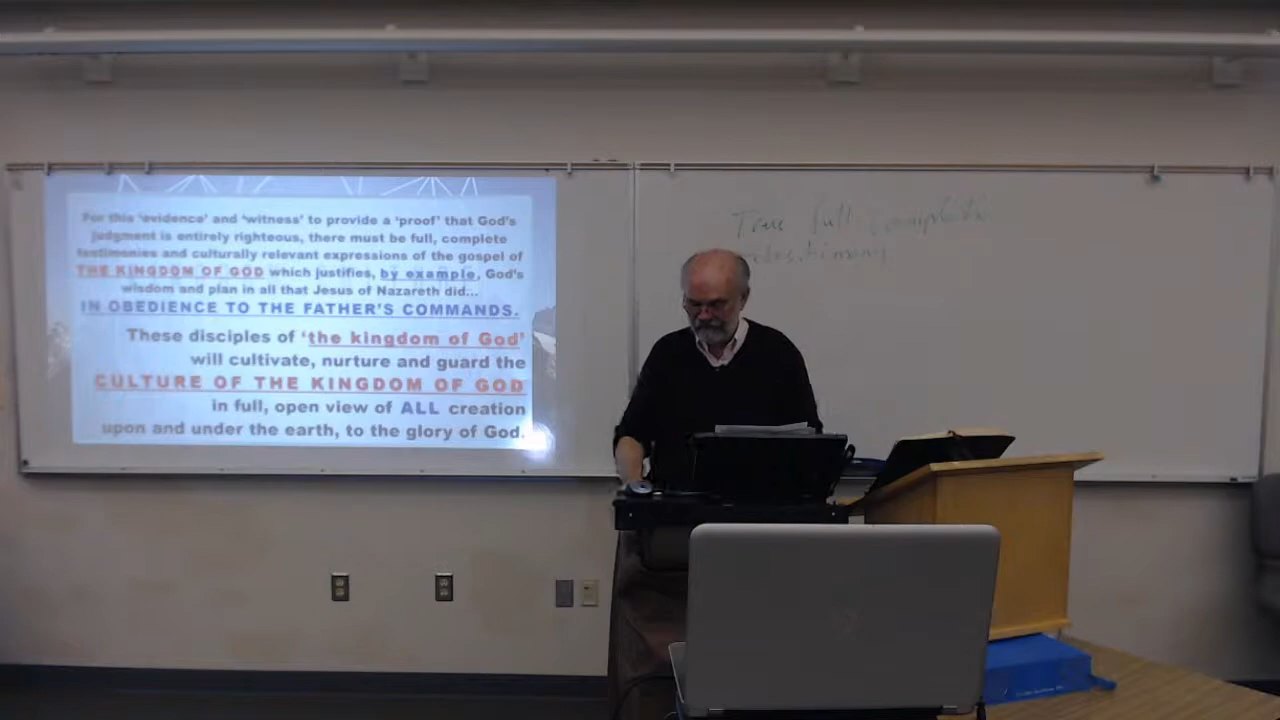 For this 'evidence' and 'witness' to provide a 'proof' that God's
judgment is entirely righteous, there must be full, complete
testimonies and culturally relevant expressions of the gospel of
THE KINGDOM OF GOD which justifies, by example, God's
wisdom and plan in all that Jesus of Nazareth did...
IN OBEDIENCE TO THE FATHER'S COMMANDS.
These disciples of 'the kingdom of God'
will cultivate, nurture and guard the
CULTURE OF THE KINGDOM OF GOD
in full, open view of ALL creation
upon and under the earth, to the glory of God.
full